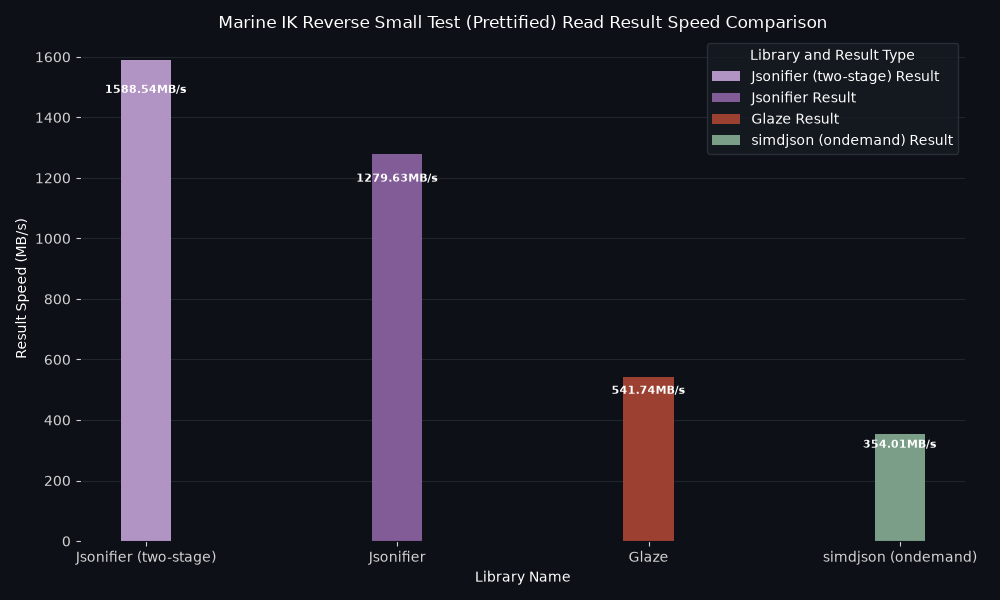 Marine IK Reverse Small Test (Prettified) Read Result Speed Comparison
Library and Result Type
Jsonifier (two-stage) Result
Jsonifier Result
Glaze Result
simdjson (ondemand) Result
Result Speed (MB/s)
1600
1400
1200
1000
800
600
400
200
0
1588.54MB/s
1279.63MB/s
541.74MB/s
354.01MB/s
Jsonifier (two-stage)
Jsonifier
Glaze
simdjson (ondemand)
Library Name